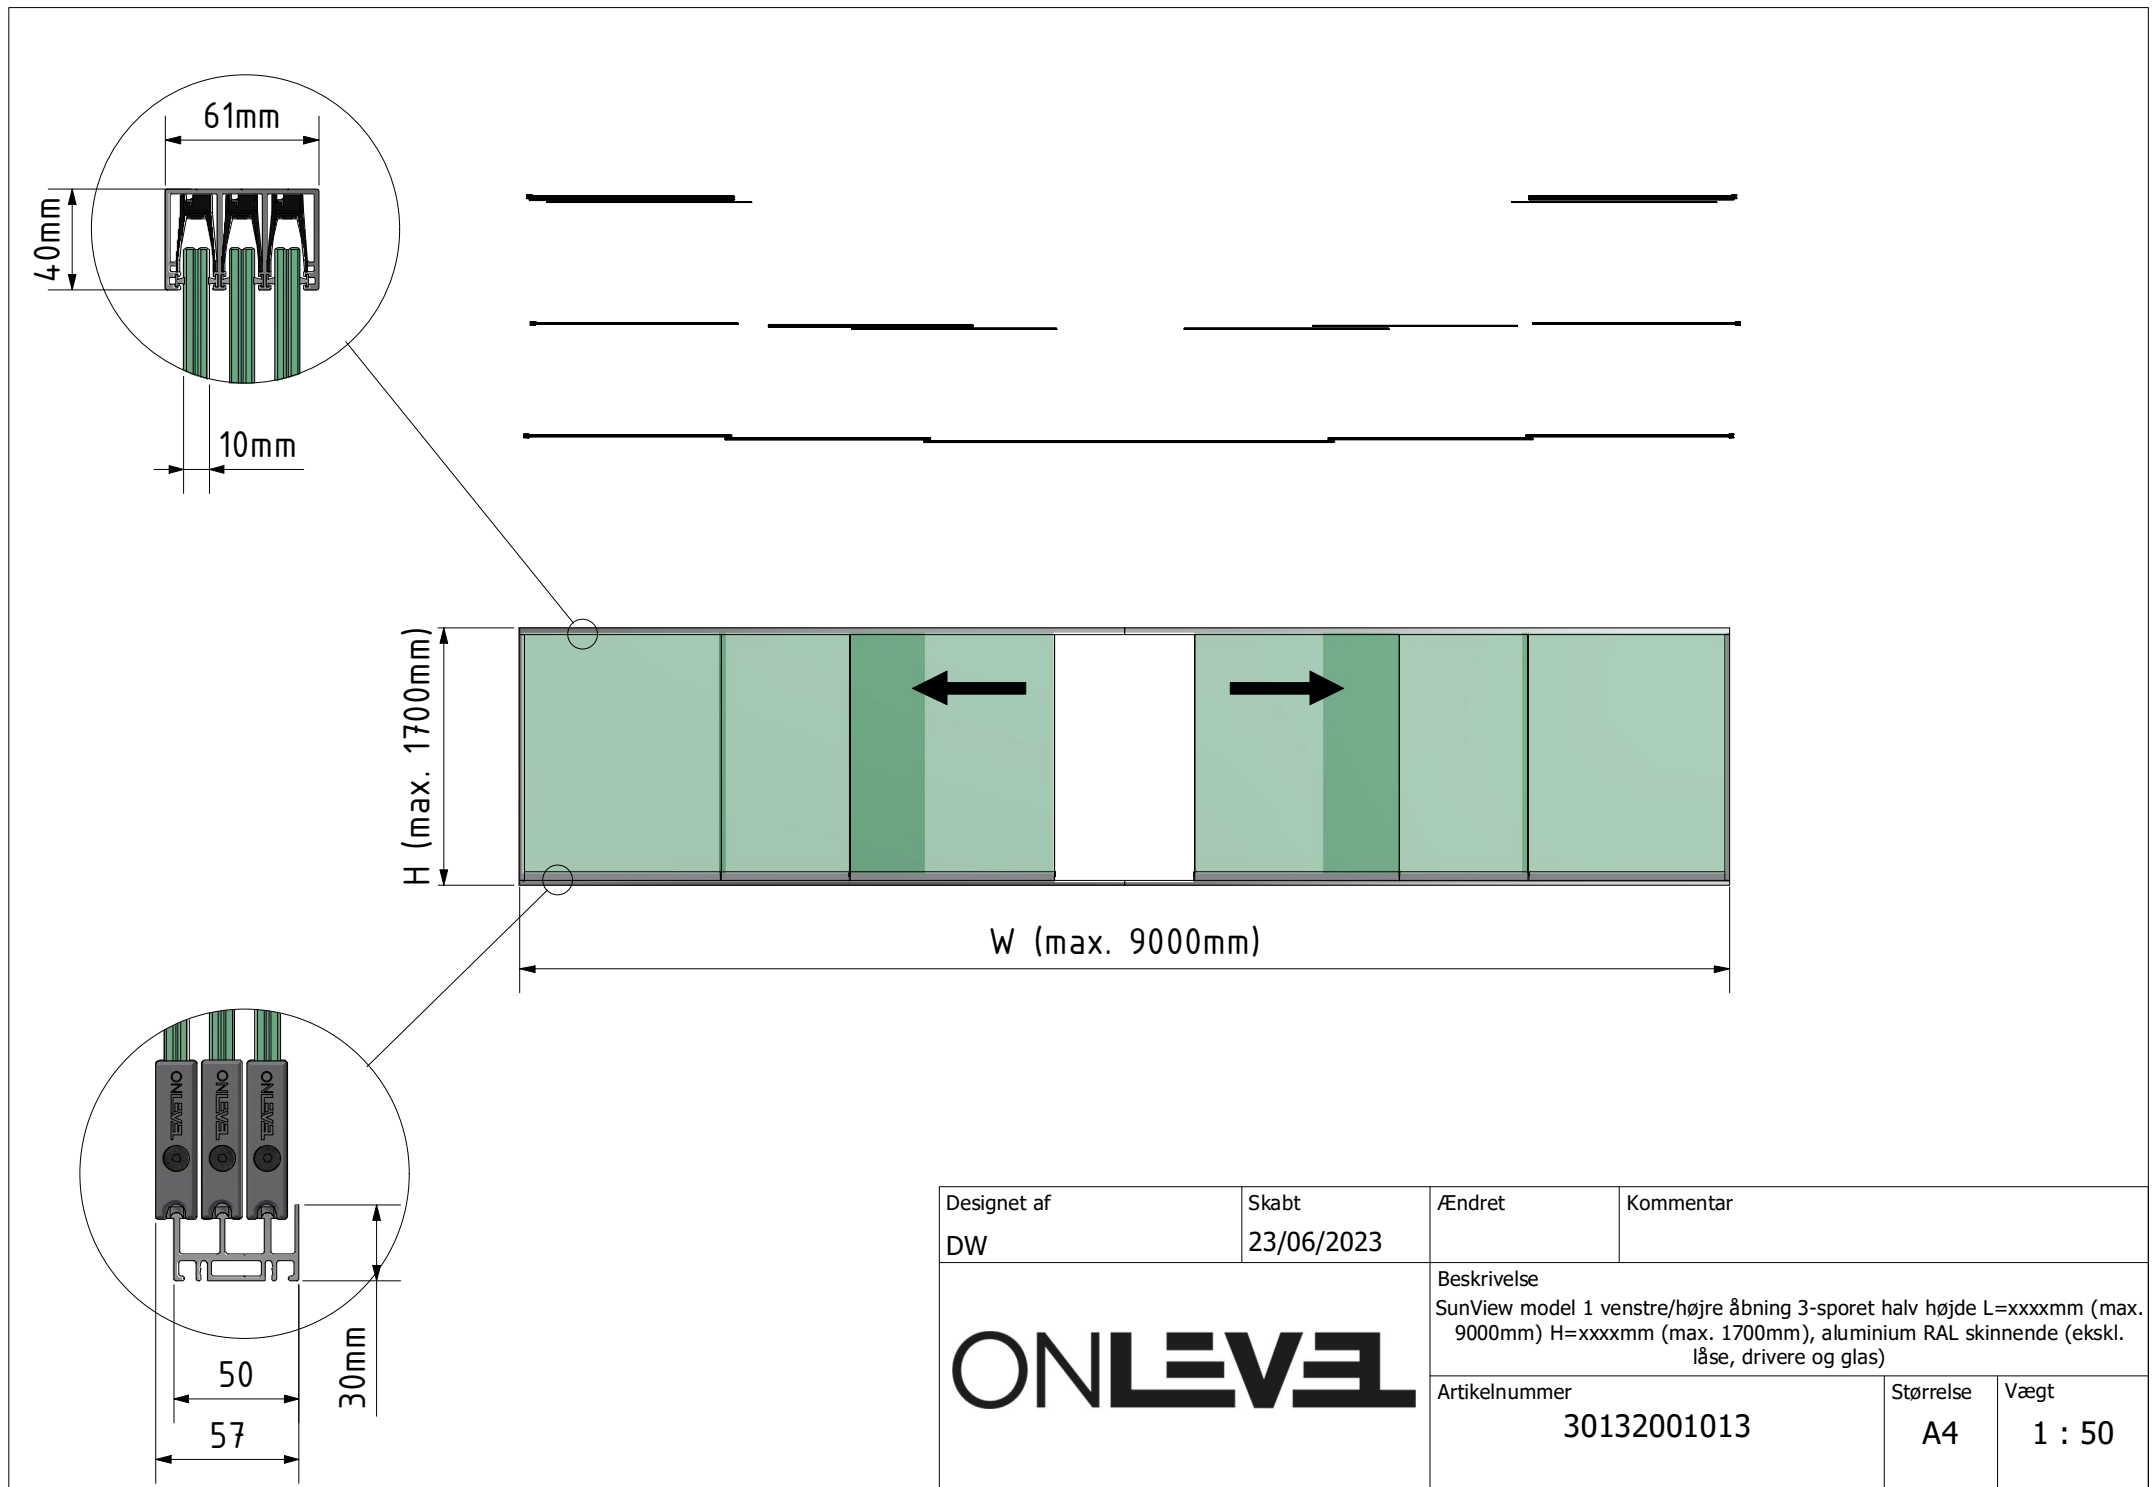 61mm
40mm
10mm
H (max. 1700mm)
W (max. 9000mm)
ONLEVEL
ONLEVEL
ONLEVEL
30mm
50
57
Designet af
DW
Skabt
23/06/2023
Ændret
Kommentar
ONLEVEL
Beskrivelse
SunView model 1 venstre/højre åbning 3-sporet halv højde L=xxxxmm (max.
9000mm) H=xxxxmm (max. 1700mm), aluminium RAL skinnende (ekskl.
låse, drivere og glas)
Artikelnummer
30132001013
Størrelse
A4
Vægt
1 : 50